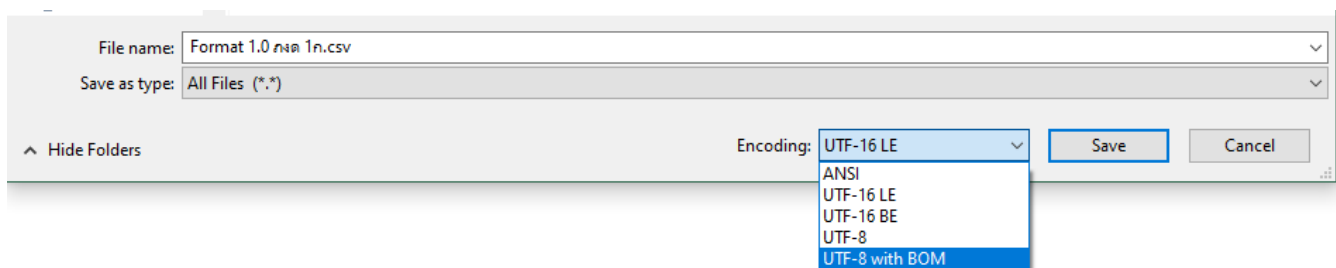 File name: Format 1.0 ภงด 1ก.csv
Save as type: All Files (*.*)
Hide Folders Encoding: UTF-16 LE Save Cancel
ANSI
UTF-16 LE
UTF-16 BE
UTF-8
UTF-8 with BOM